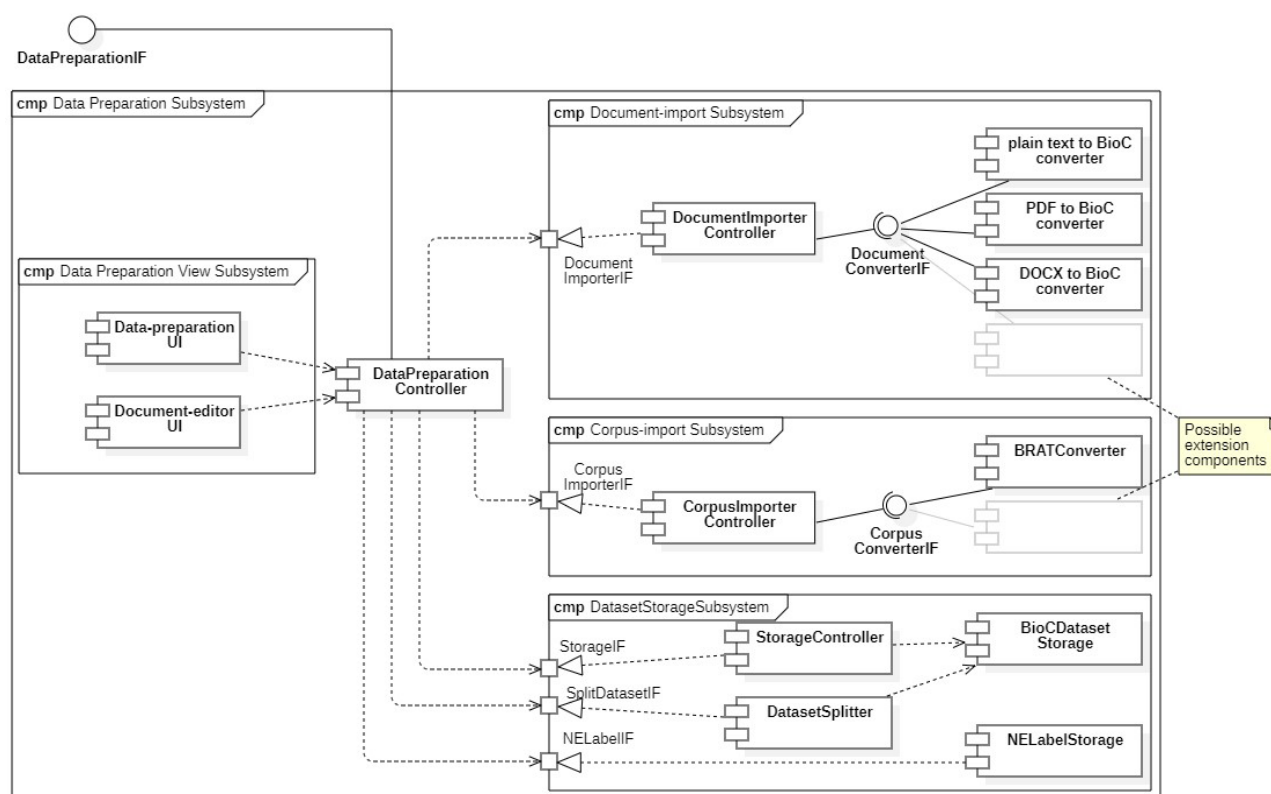 DataPreparationIF
cmp Data Preparation Subsystem
cmp Document-import Subsystem
plain text to BioC
converter
PDF to BioC
converter
DocumentImporter
Controller
Document
ConverterIF
Document
ImporterIF
DOCX to BioC
converter
cmp Data Preparation View Subsystem
Data-preparation
UI
Document-editor
UI
DataPreparation
Controller
Possible
extension
components
cmp Corpus-import Subsystem
BRATConverter
Corpus
ImporterIF
CorpusImporter
Controller
Corpus
ConverterIF
cmp DatasetStorageSubsystem
StorageIF
StorageController
BioCDataset
Storage
SplitDatasetIF
DatasetSplitter
NELabelIF
NELabelStorage